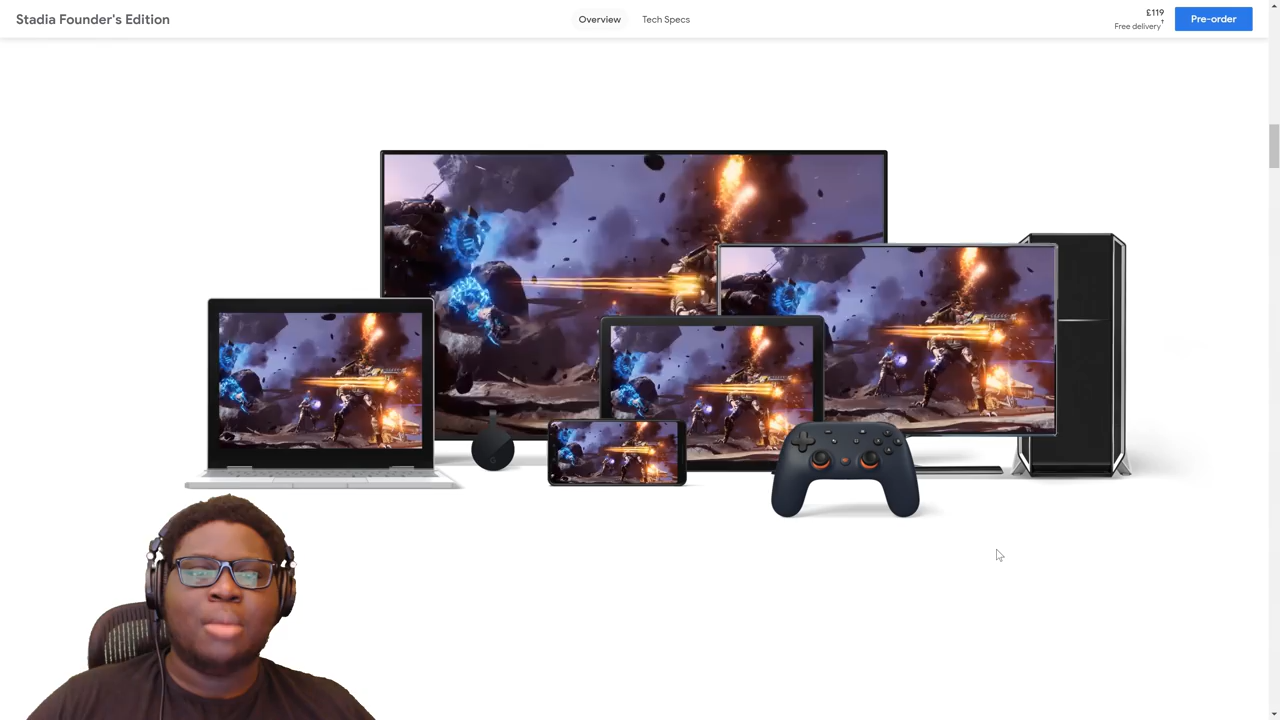 Stadia Founder's Edition
Overview
Tech Specs
£119
Free delivery†
Pre-order